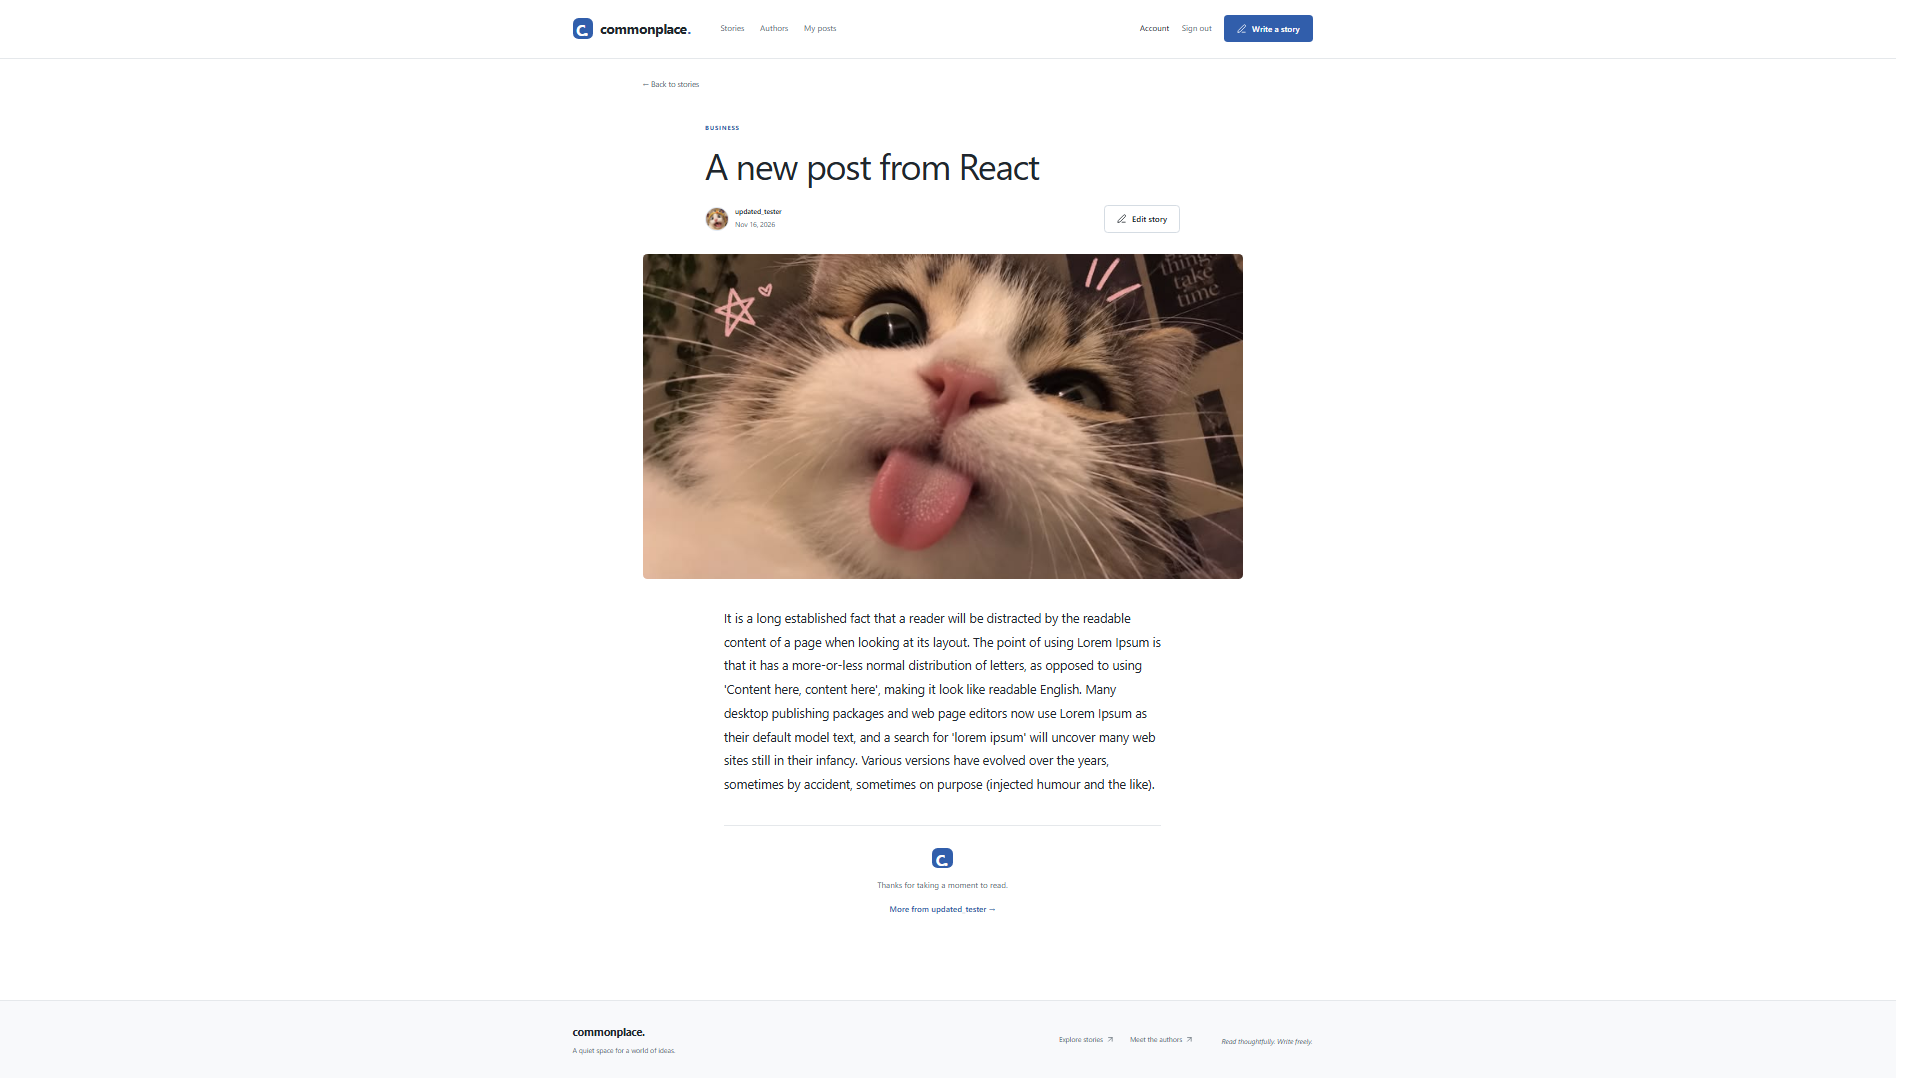 commonplace.
Stories
Authors
My posts
Account
Sign out
Write a story
← Back to stories
BUSINESS
A new post from React
updated_tester
Nov 16, 2026
Edit story
things
take
time
It is a long established fact that a reader will be distracted by the readable
content of a page when looking at its layout. The point of using Lorem Ipsum is
that it has a more-or-less normal distribution of letters, as opposed to using
'Content here, content here', making it look like readable English. Many
desktop publishing packages and web page editors now use Lorem Ipsum as
their default model text, and a search for 'lorem ipsum' will uncover many web
sites still in their infancy. Various versions have evolved over the years,
sometimes by accident, sometimes on purpose (injected humour and the like).
C.
Thanks for taking a moment to read.
More from updated_tester →
commonplace.
A quiet space for a world of ideas.
Explore stories ↗
Meet the authors ↗
Read thoughtfully. Write freely.